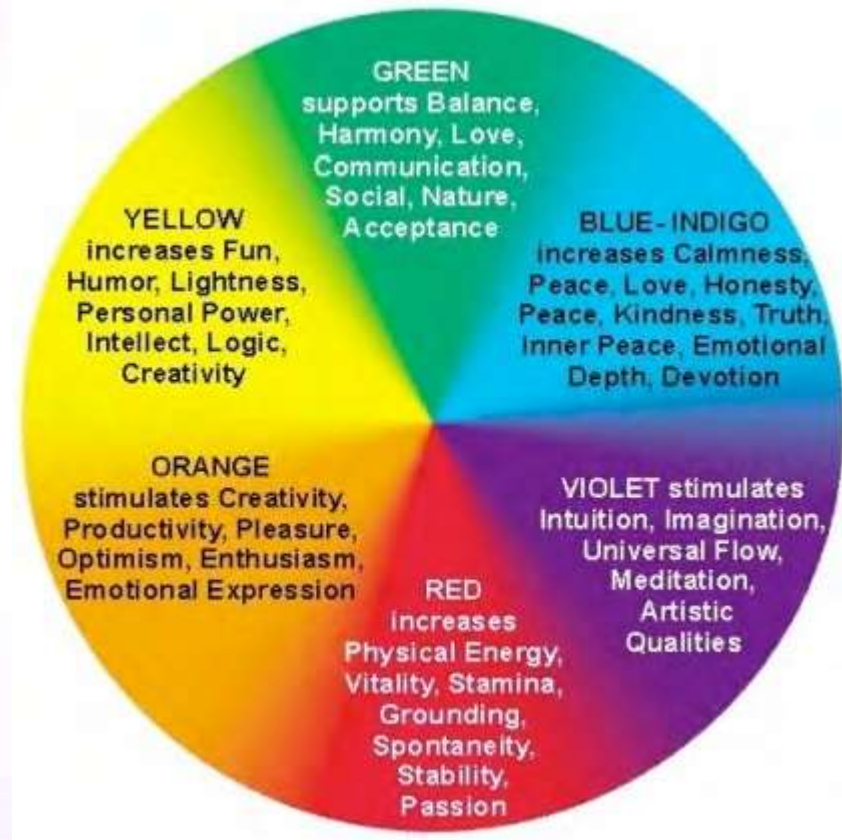 GREEN
supports Balance,
Harmony, Love,
Communication,
Social, Nature,
Acceptance
BLUE-INDIGO
increases Calmness,
Peace, Love, Honesty,
Peace, Kindness, Truth,
Inner Peace, Emotional
Depth, Devotion
VIOLET stimulates
Intuition, Imagination,
Universal Flow,
Meditation,
Artistic
Qualities
RED
increases
Physical Energy,
Vitality, Stamina,
Grounding,
Spontaneity,
Stability,
Passion
ORANGE
stimulates Creativity,
Productivity, Pleasure,
Optimism, Enthusiasm,
Emotional Expression
YELLOW
increases Fun,
Humor, Lightness,
Personal Power,
Intellect, Logic,
Creativity